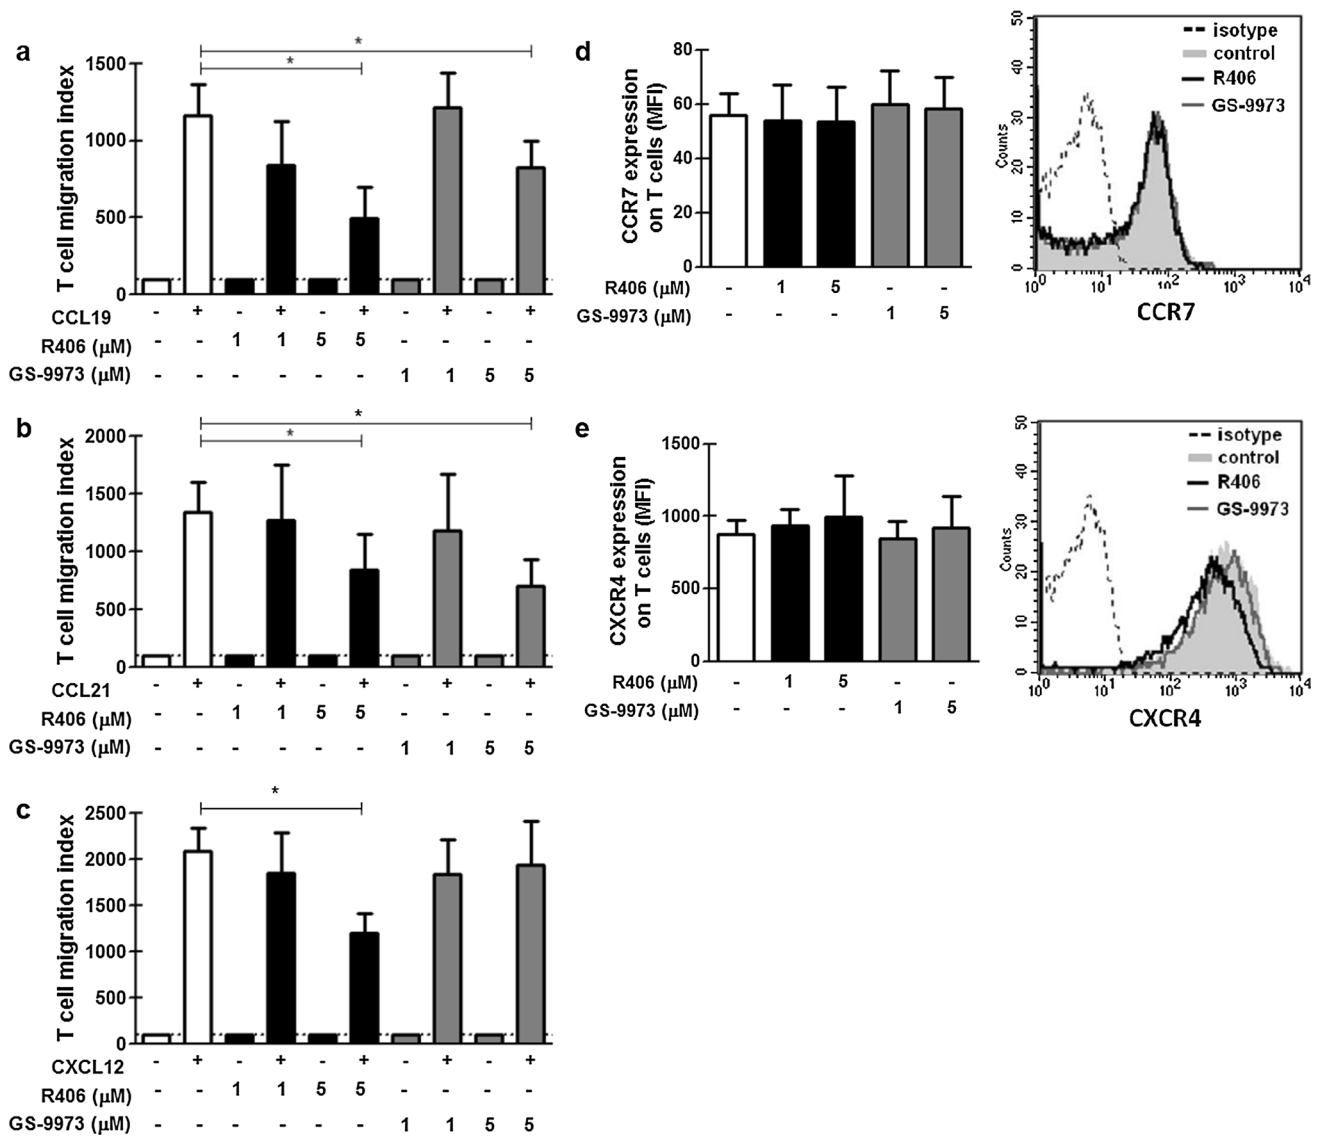 a
*
*
T cell migration index
1500
1000
500
0
CCL19 - + - + - + - + - +
R406 (µM) - - 1 1 5 5 - - - -
GS-9973 (µM) - - - - - - 1 1 5 5
b
*
*
T cell migration index
2000
1500
1000
500
0
CCL21 - + - + - + - + - +
R406 (µM) - - 1 1 5 5 - - - -
GS-9973 (µM) - - - - - - 1 1 5 5
c
*
T cell migration index
2500
2000
1500
1000
500
0
CXCL12 - + - + - + - + - +
R406 (µM) - - 1 1 5 5 - - - -
GS-9973 (µM) - - - - - - 1 1 5 5
d
CCR7 expression
on T cells (MFI)
80
60
40
20
0
R406 (µM) - 1 5 - -
GS-9973 (µM) - - - 1 5
isotype
control
R406
GS-9973
Counts
50
40
30
20
10
0
10^0 10^1 10^2 10^3 10^4
CCR7
e
CXCR4 expression
on T cells (MFI)
1500
1000
500
0
R406 (µM) - 1 5 - -
GS-9973 (µM) - - - 1 5
isotype
control
R406
GS-9973
Counts
50
40
30
20
10
0
10^0 10^1 10^2 10^3 10^4
CXCR4